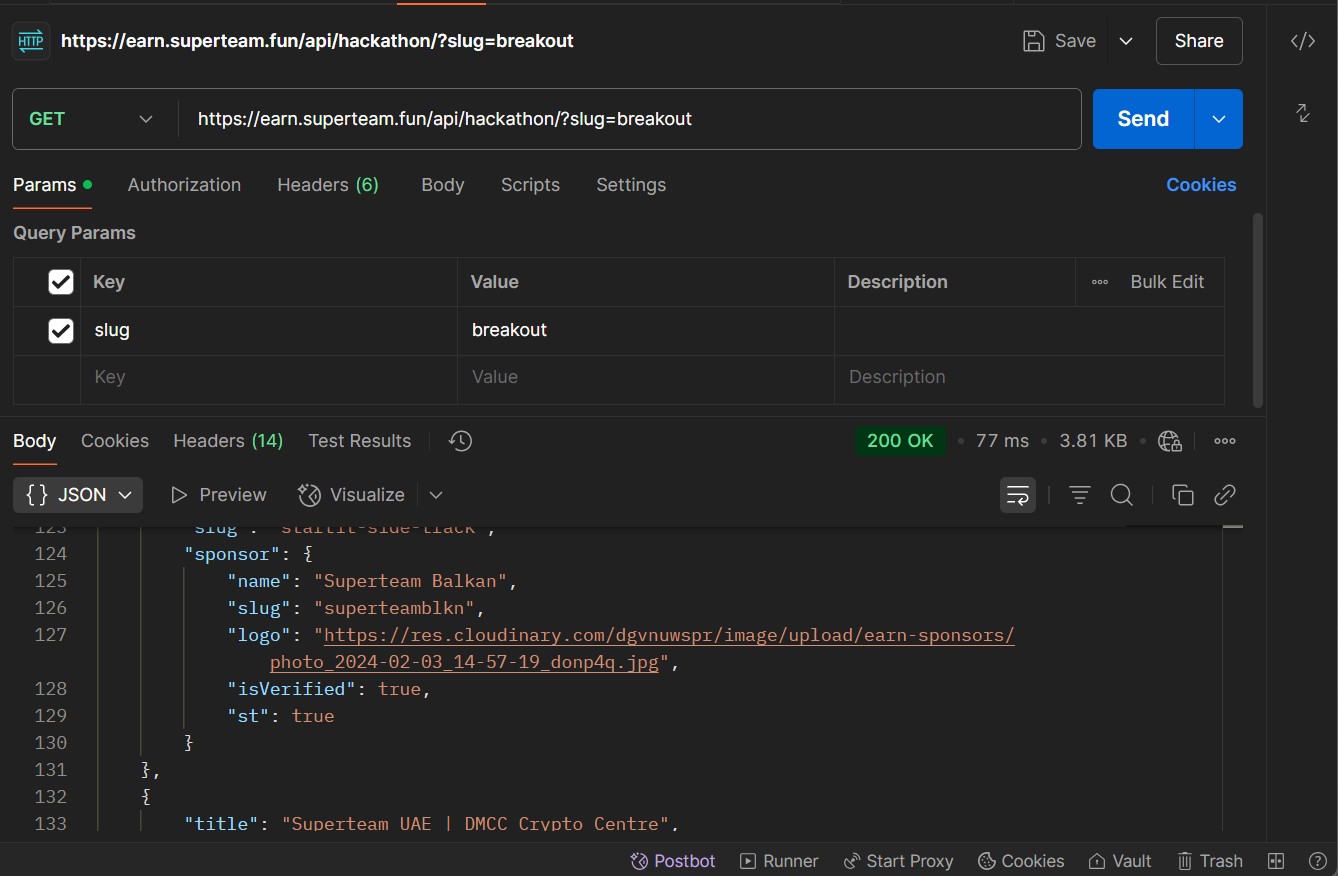 HTTP https://earn.superteam.fun/api/hackathon/?slug=breakout Save Share
GET https://earn.superteam.fun/api/hackathon/?slug=breakout Send
Params Authorization Headers (6) Body Scripts Settings Cookies
Query Params
Key Value Description Bulk Edit
slug breakout
Key Value Description
Body Cookies Headers (14) Test Results 200 OK 77 ms 3.81 KB
{} JSON Preview Visualize
123 "slug": "startit-side-track",
124 "sponsor": {
125 "name": "Superteam Balkan",
126 "slug": "superteamblkn",
127 "logo": "https://res.cloudinary.com/dgvnuwspr/image/upload/earn-sponsors/
photo_2024-02-03_14-57-19_donp4q.jpg",
128 "isVerified": true,
129 "st": true
130 }
131 },
132 {
133 "title": "Superteam UAE | DMCC Crypto Centre",
Postbot Runner Start Proxy Cookies Vault Trash